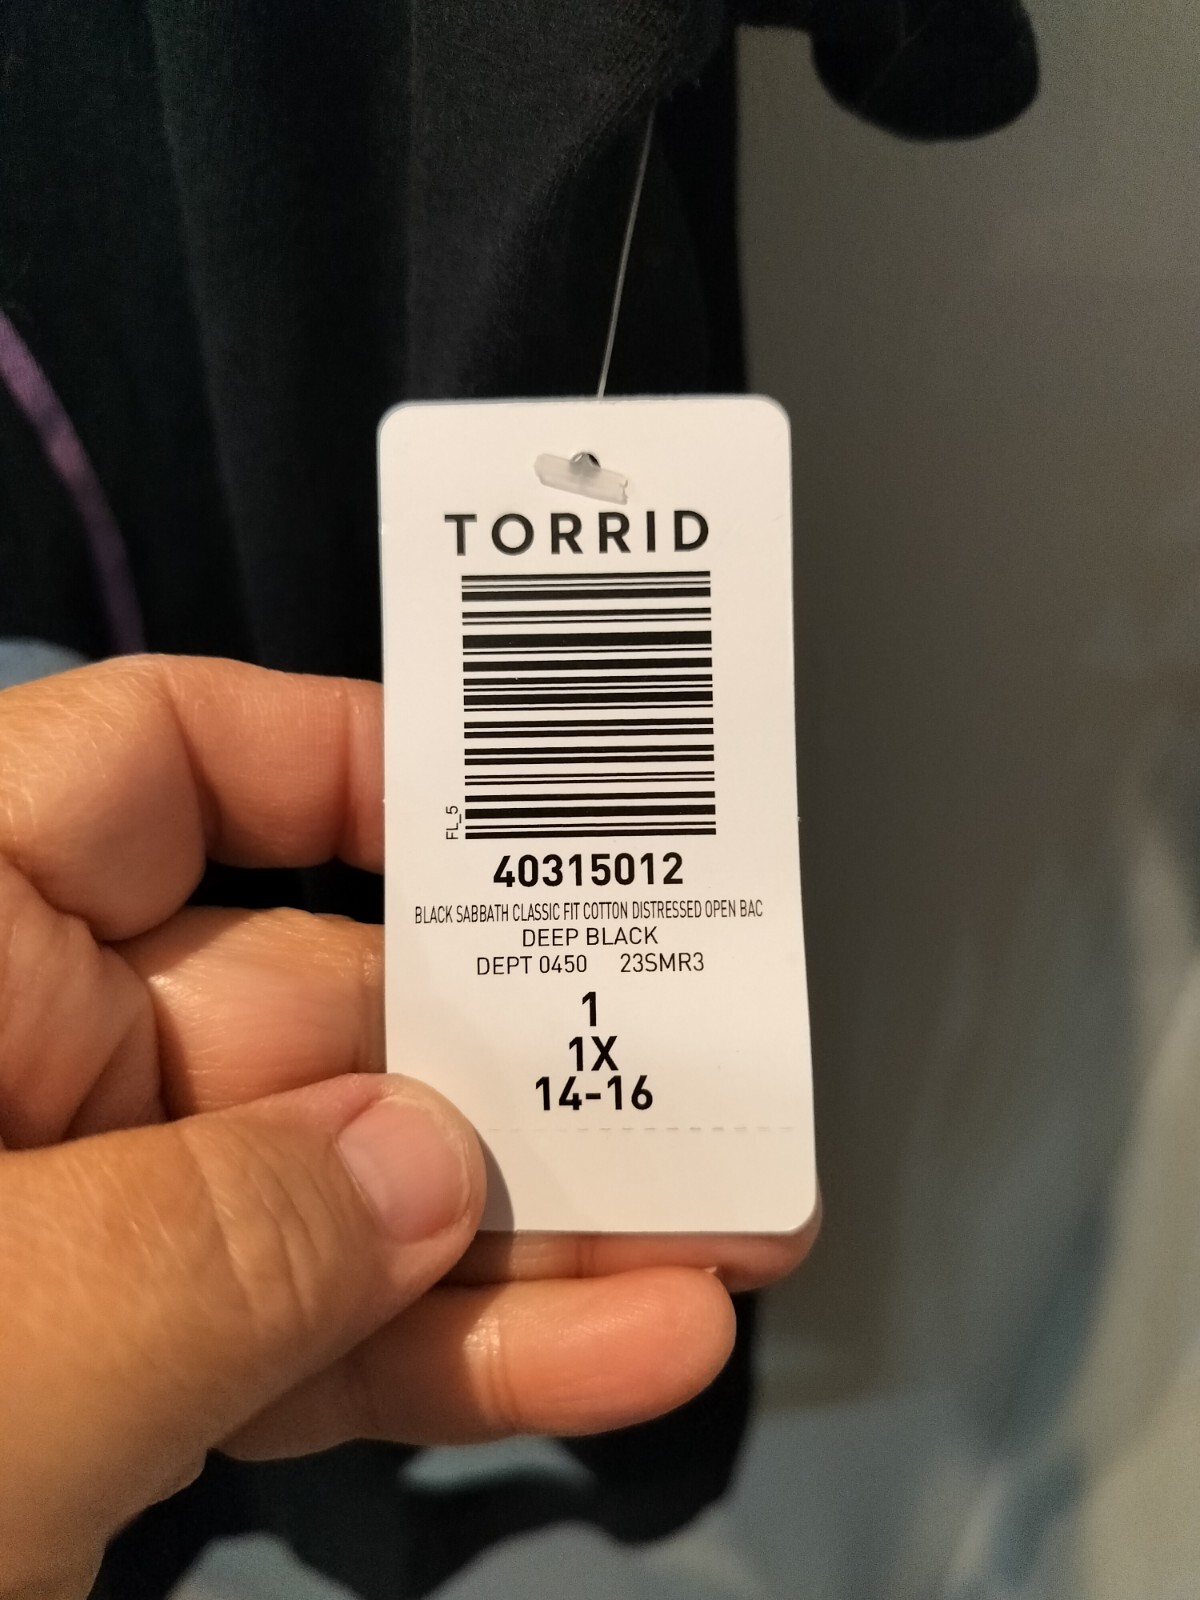 TORRID
FL_5
40315012
BLACK SABBATH CLASSIC FIT COTTON DISTRESSED OPEN BAC
DEEP BLACK
DEPT 0450 23SMR3
1
1X
14-16